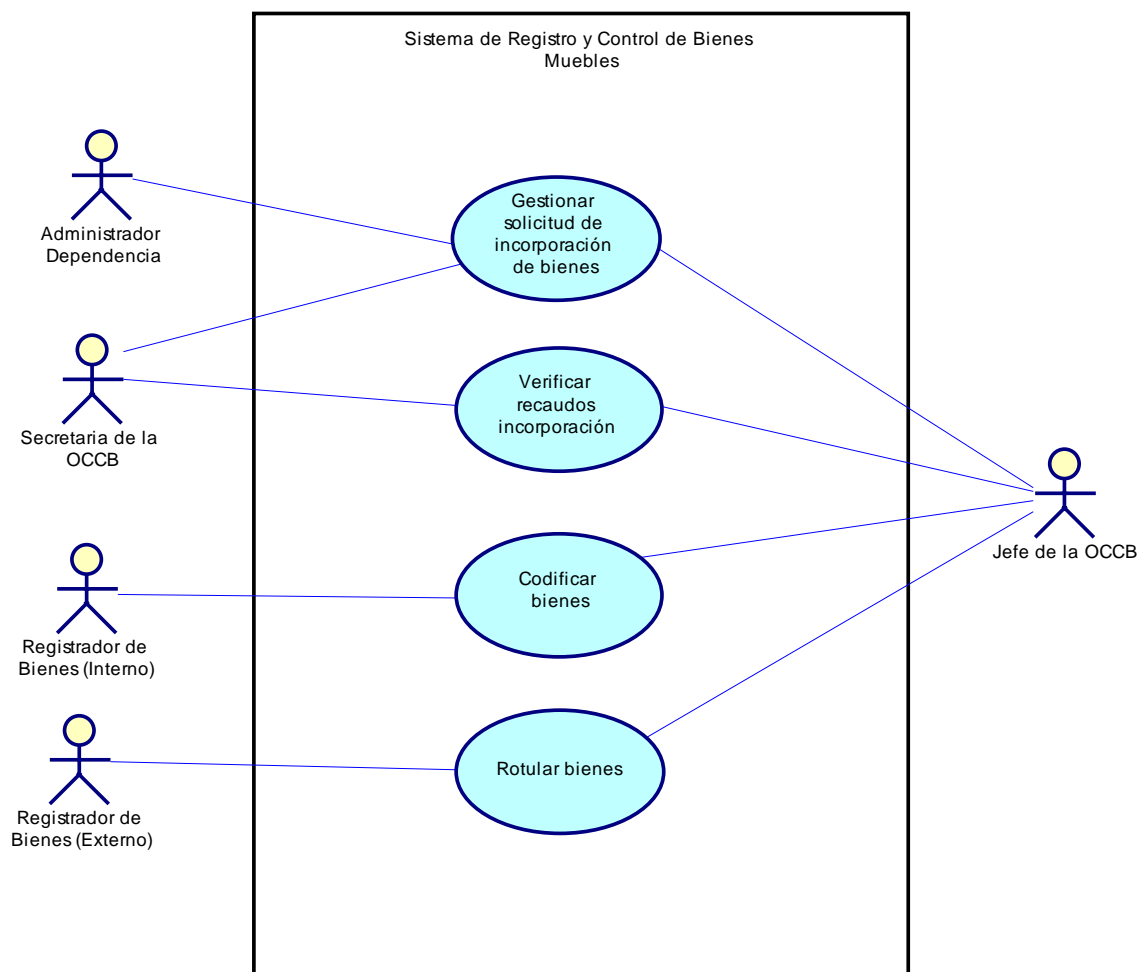 Sistema de Registro y Control de Bienes
Muebles
Administrador
Dependencia
Gestionar
solicitud de
incorporación
de bienes
Secretaria de la
OCCB
Verificar
recaudos
incorporación
Jefe de la OCCB
Registrador de
Bienes (Interno)
Codificar
bienes
Registrador de
Bienes (Externo)
Rotular bienes